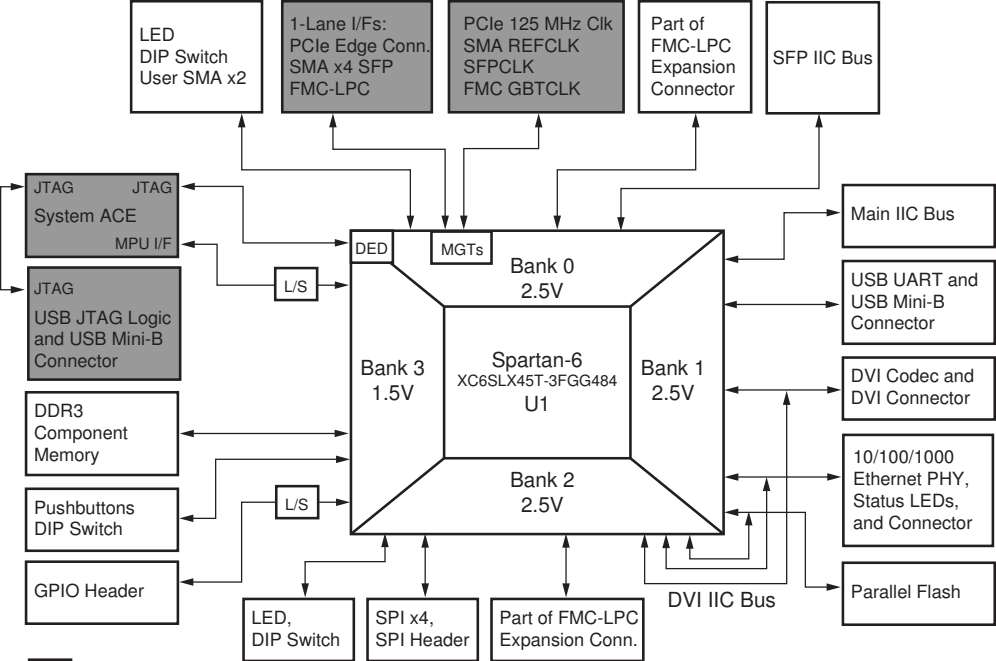 LED
DIP Switch
User SMA x2
1-Lane I/Fs:
PCIe Edge Conn.
SMA x4 SFP
FMC-LPC
PCIe 125 MHz Clk
SMA REFCLK
SFPCLK
FMC GBTCLK
Part of
FMC-LPC
Expansion
Connector
SFP IIC Bus
JTAG JTAG
System ACE
MPU I/F
JTAG
USB JTAG Logic
and USB Mini-B
Connector
L/S
DED
MGTs
Bank 0
2.5V
Bank 3
1.5V
Spartan-6
XC6SLX45T-3FGG484
U1
Bank 1
2.5V
Bank 2
2.5V
Main IIC Bus
USB UART and
USB Mini-B
Connector
DVI Codec and
DVI Connector
10/100/1000
Ethernet PHY,
Status LEDs,
and Connector
Parallel Flash
DDR3
Component
Memory
Pushbuttons
DIP Switch
L/S
GPIO Header
LED,
DIP Switch
SPI x4,
SPI Header
Part of FMC-LPC
Expansion Conn.
DVI IIC Bus